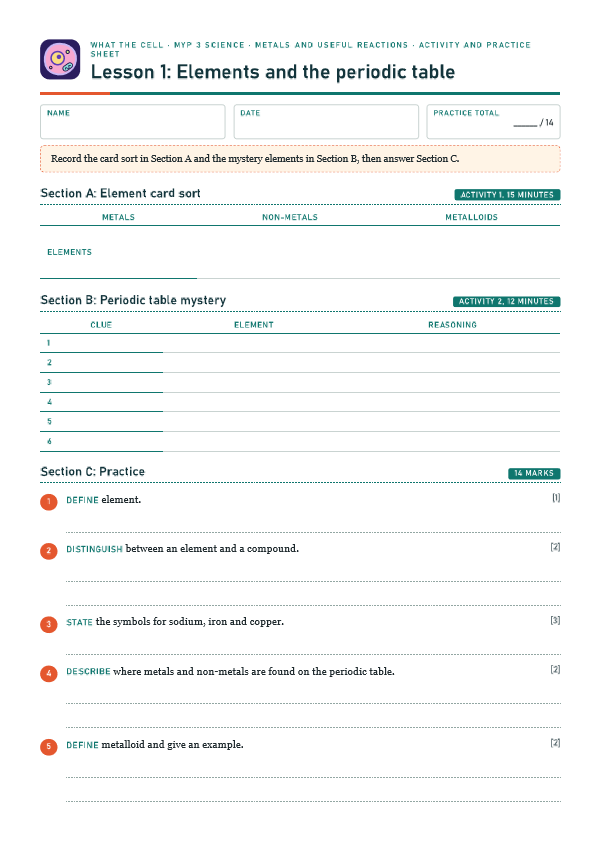 WHAT THE CELL · MYP 3 SCIENCE · METALS AND USEFUL REACTIONS · ACTIVITY AND PRACTICE
SHEET
Lesson 1: Elements and the periodic table
NAME
DATE
PRACTICE TOTAL
_____ / 14
Record the card sort in Section A and the mystery elements in Section B, then answer Section C.
Section A: Element card sort
ACTIVITY 1, 15 MINUTES
METALS NON-METALS METALLOIDS
ELEMENTS
Section B: Periodic table mystery
ACTIVITY 2, 12 MINUTES
CLUE ELEMENT REASONING
1
2
3
4
5
6
Section C: Practice
14 MARKS
1 DEFINE element. [1]
2 DISTINGUISH between an element and a compound. [2]
3 STATE the symbols for sodium, iron and copper. [3]
4 DESCRIBE where metals and non-metals are found on the periodic table. [2]
5 DEFINE metalloid and give an example. [2]